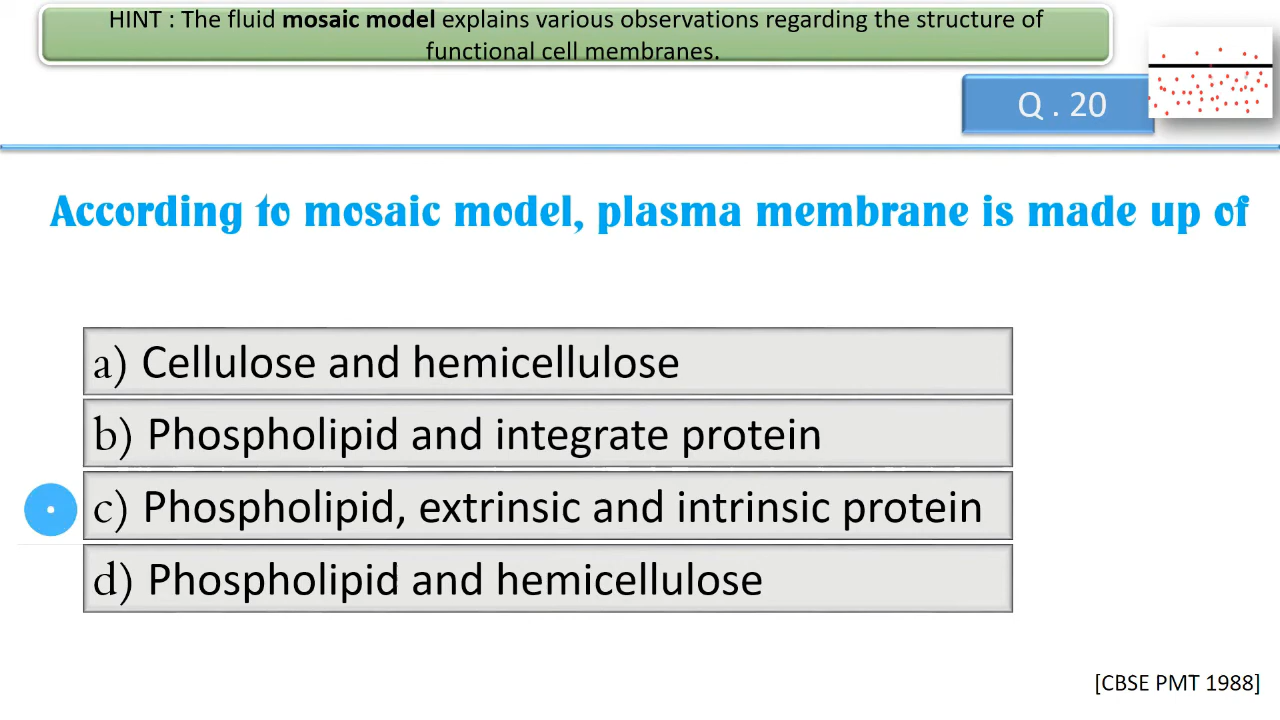 HINT : The fluid mosaic model explains various observations regarding the structure of
functional cell membranes.
Q . 20
According to mosaic model, plasma membrane is made up of
a) Cellulose and hemicellulose
b) Phospholipid and integrate protein
c) Phospholipid, extrinsic and intrinsic protein
d) Phospholipid and hemicellulose
[CBSE PMT 1988]